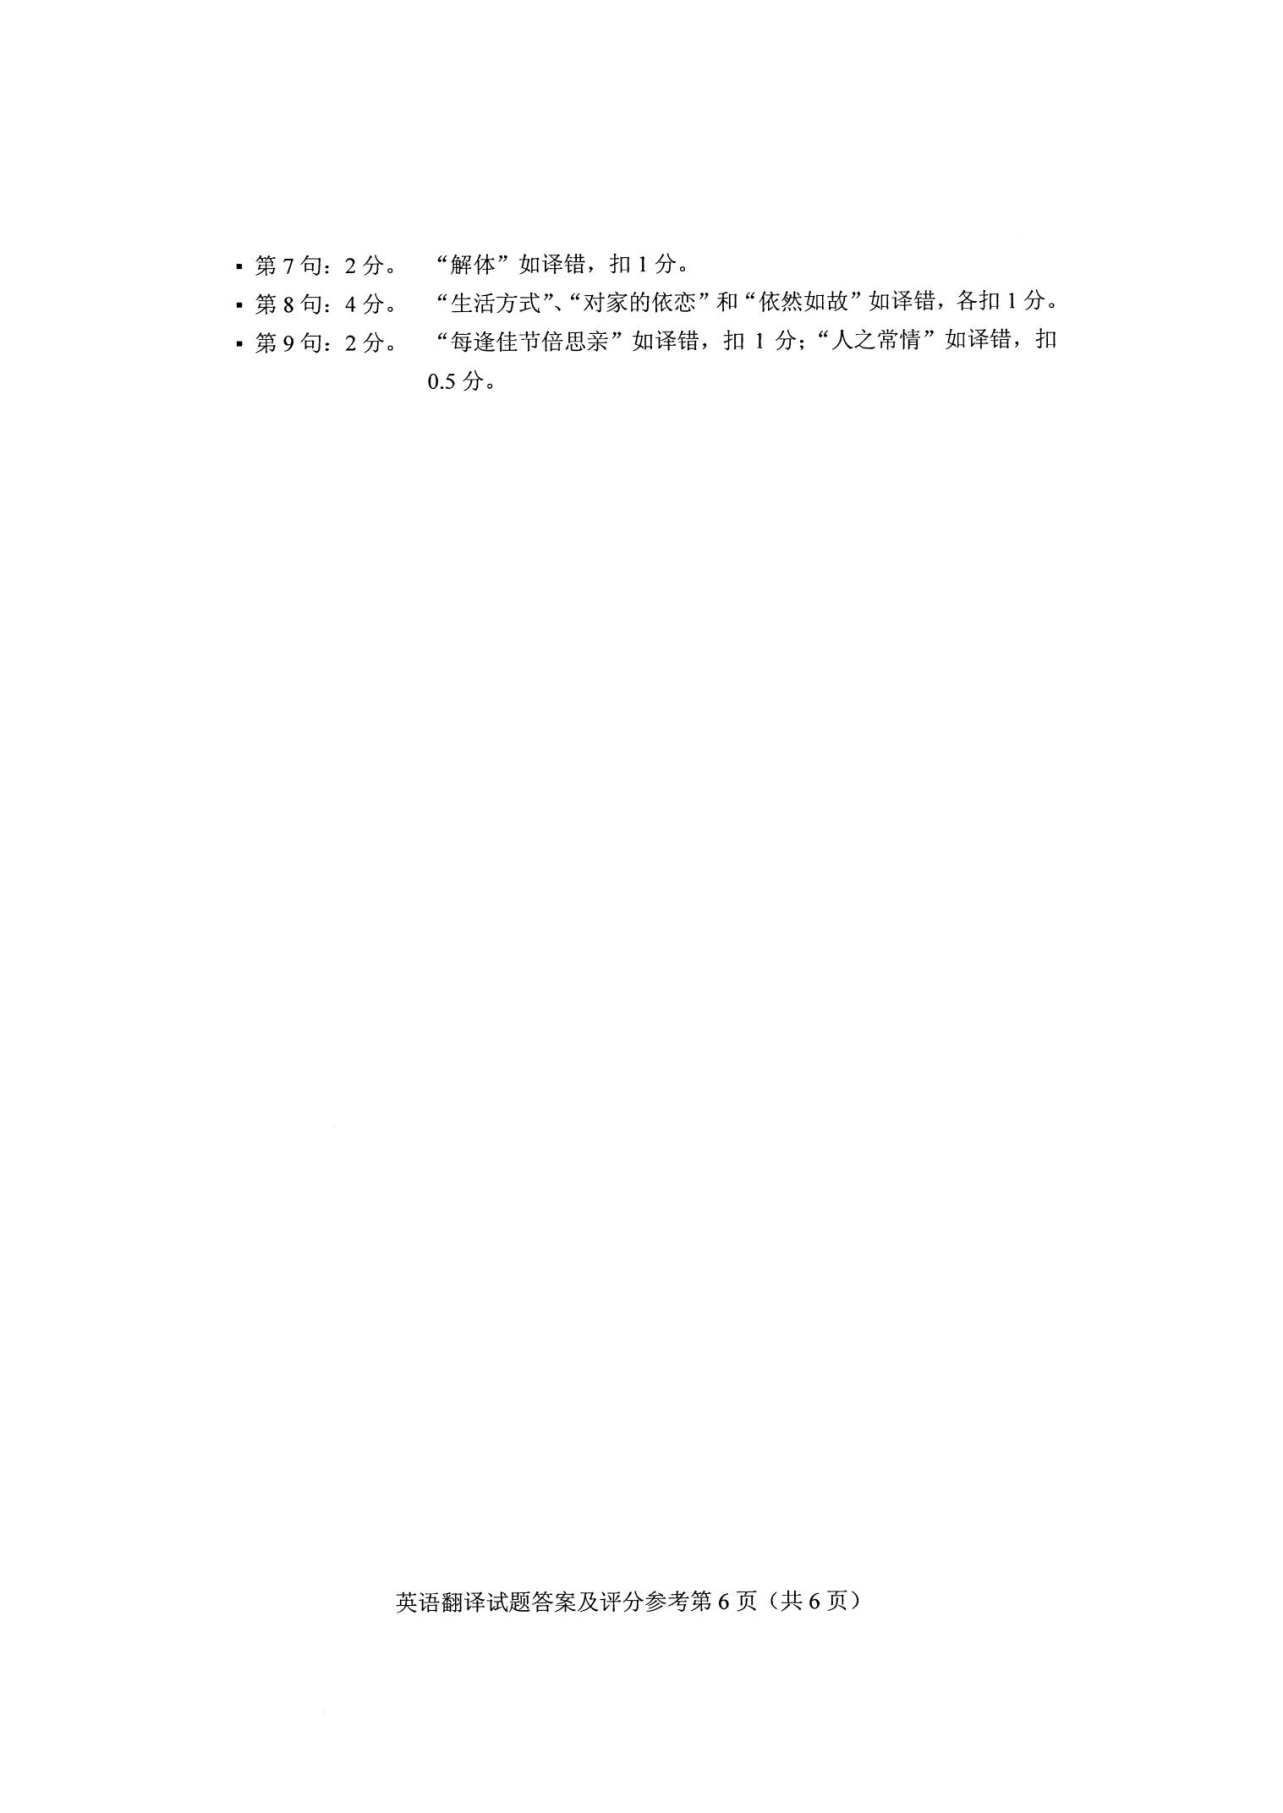 ▪ 第 7 句：2 分。 “解体”如译错，扣 1 分。
▪ 第 8 句：4 分。 “生活方式”、“对家的依恋”和“依然如故”如译错，各扣 1 分。
▪ 第 9 句：2 分。 “每逢佳节倍思亲”如译错，扣 1 分；“人之常情”如译错，扣
0.5 分。
英语翻译试题答案及评分参考第 6 页（共 6 页）